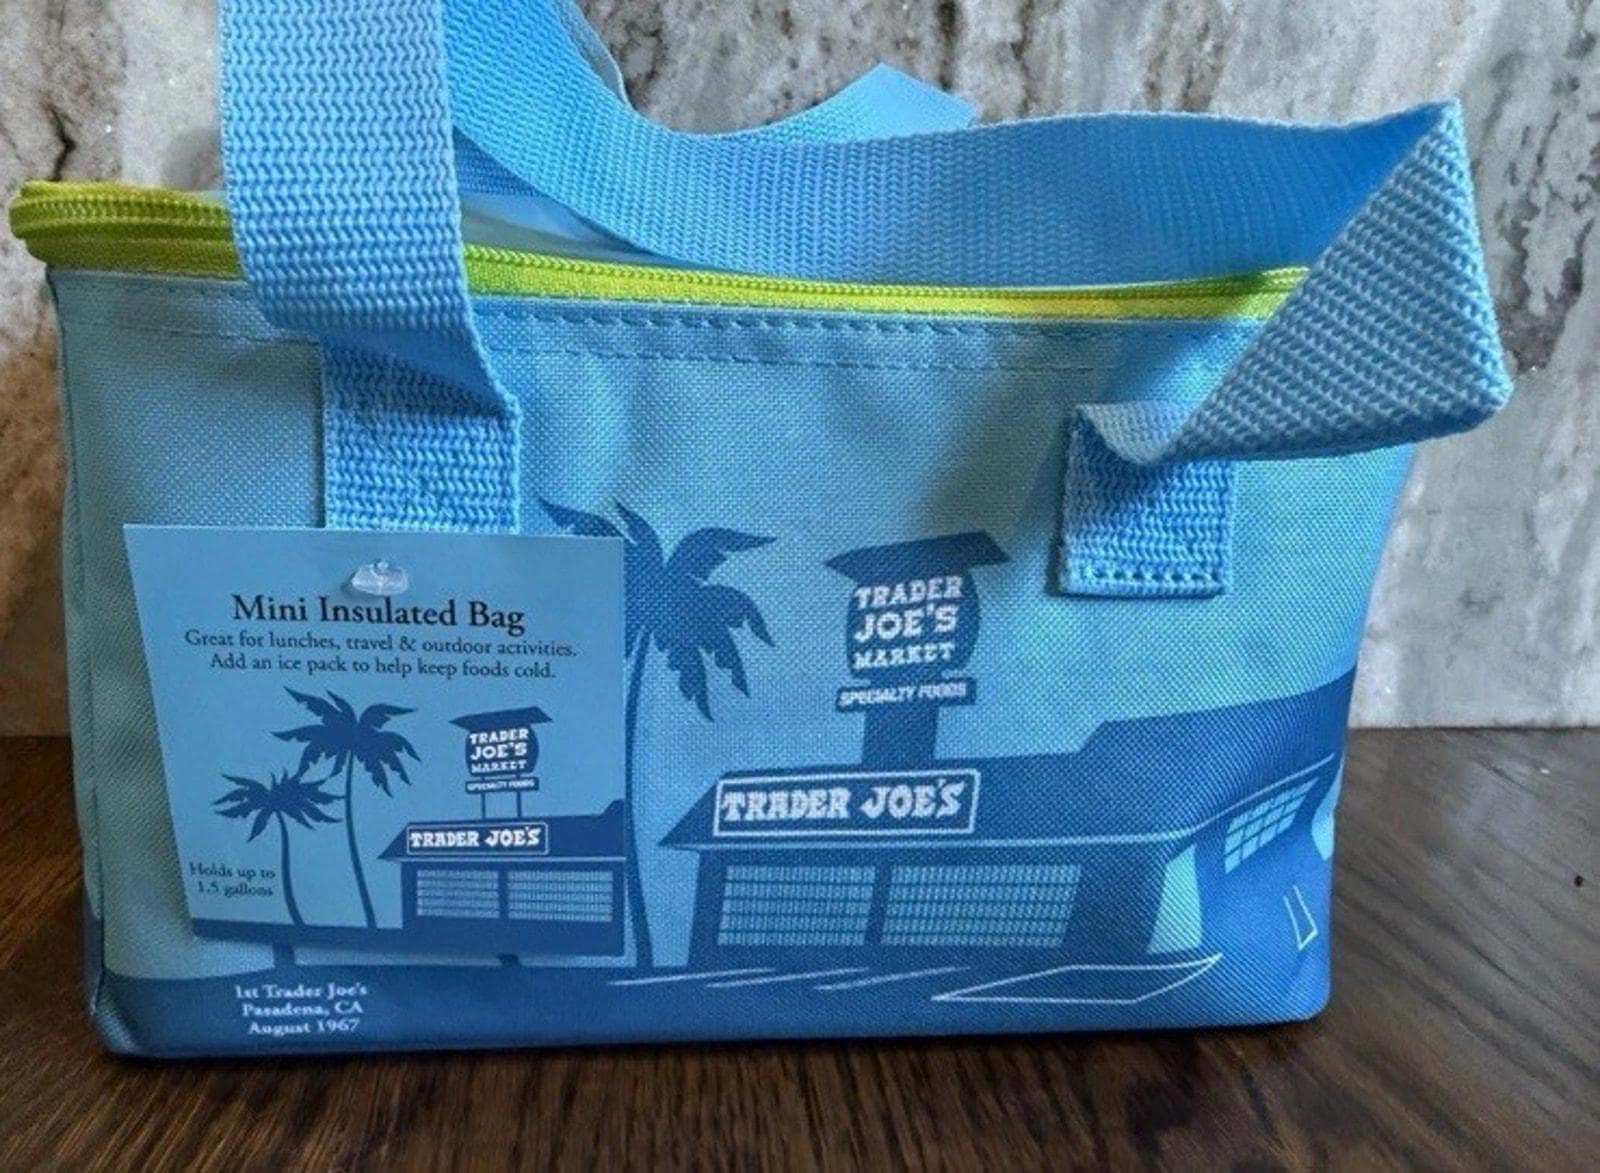 Mini Insulated Bag
Great for lunches, travel & outdoor activities.
Add an ice pack to help keep foods cold.
TRADER
JOE'S
MARKET
SPECIALTY FOODS
TRADER JOE'S
Holds up to
1.5 gallons
TRADER
JOE'S
MARKET
SPECIALTY FOODS
TRADER JOE'S
1st Trader Joe's
Pasadena, CA
August 1967